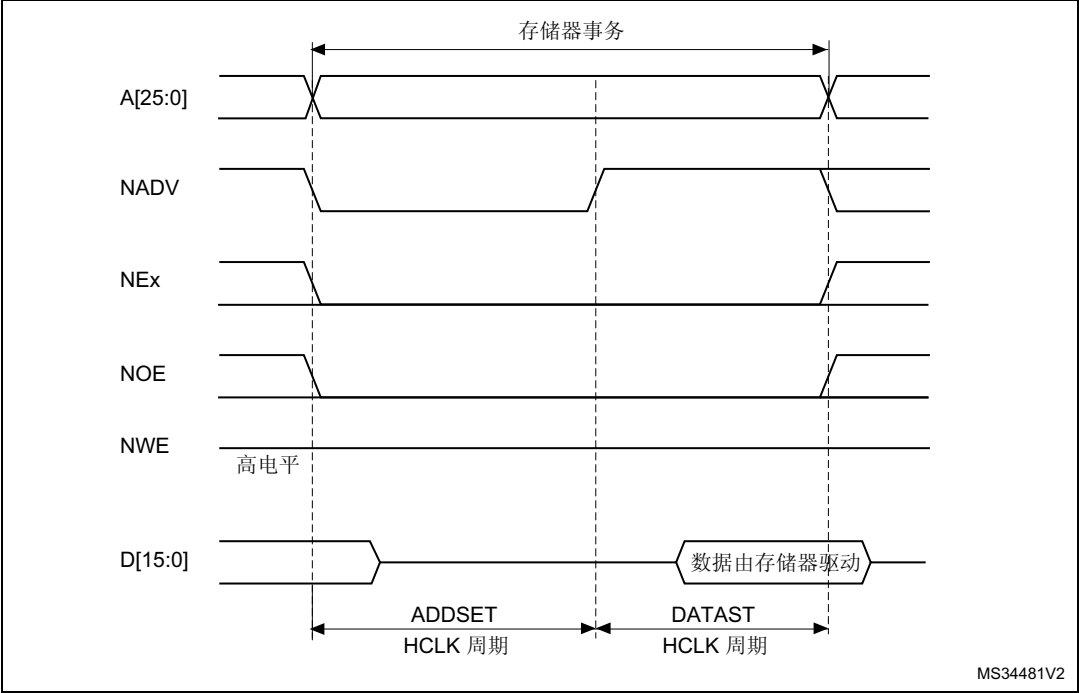 存储器事务
A[25:0]
NADV
NEx
NOE
NWE
高电平
D[15:0]
数据由存储器驱动
ADDSET
DATAST
HCLK 周期
HCLK 周期
MS34481V2